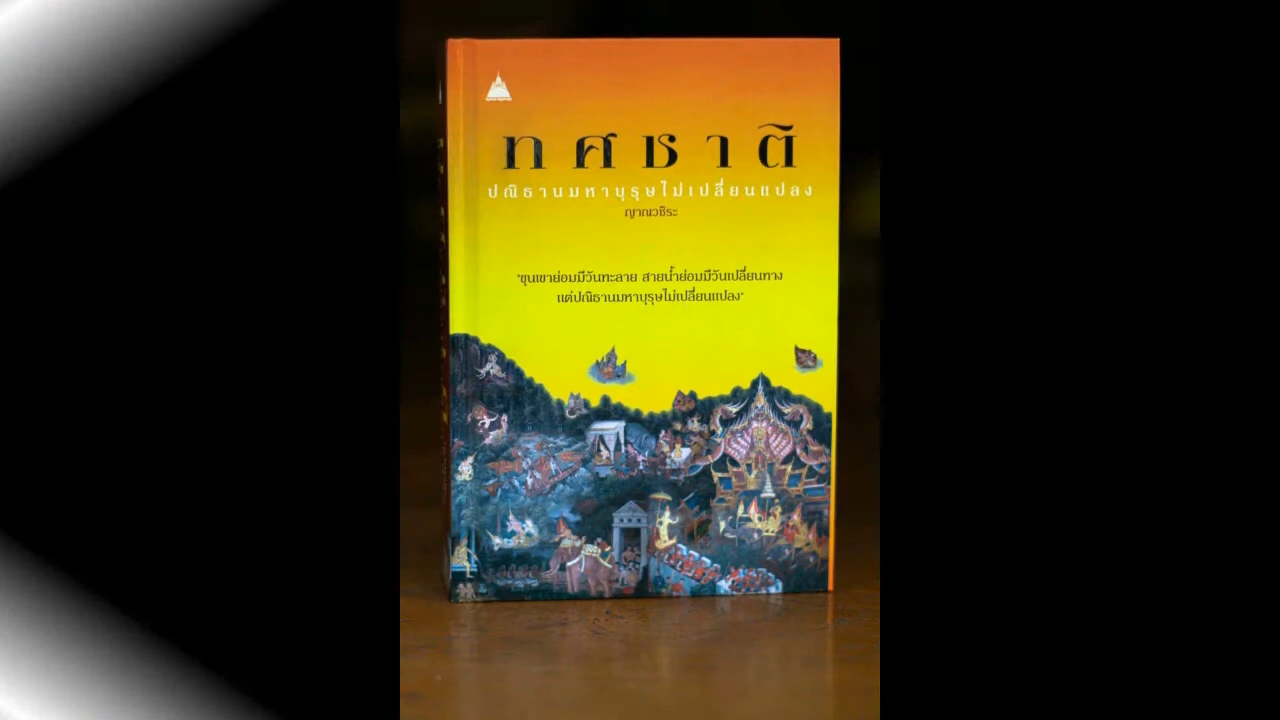 ทศชาติ
ปณิธานมหาบุรุษไม่เปลี่ยนแปลง
ญาณวชิระ
"ขุนเขาย่อมมีวันทะลาย สายน้ำย่อมมีวันเปลี่ยนทาง
แต่ปณิธานมหาบุรุษไม่เปลี่ยนแปลง"